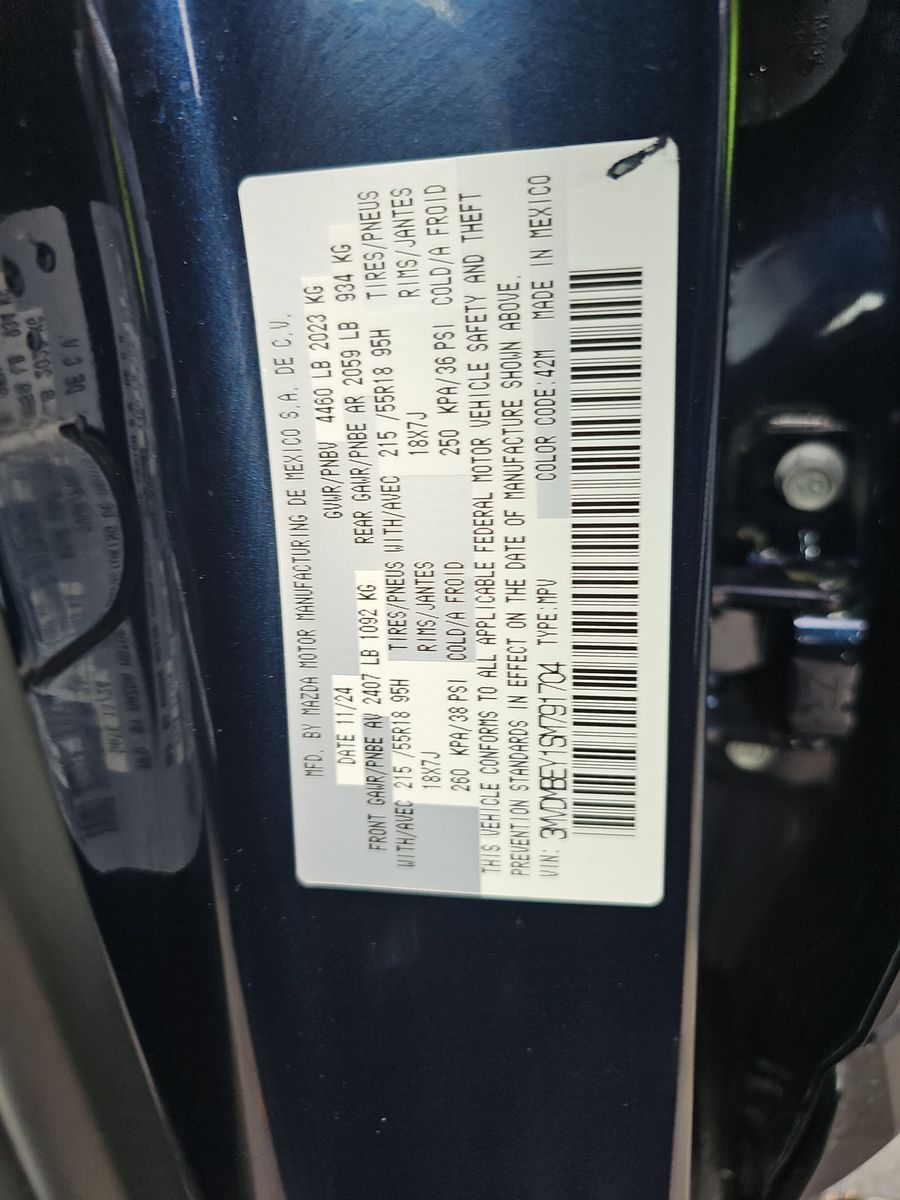 MFD. BY MAZDA MOTOR MANUFACTURING DE MEXICO S.A. DE C.V.
DATE 11/24 GVWR/PNBV 4460 LB 2023 KG
FRONT GAWR/PNBE AV 2407 LB 1092 KG REAR GAWR/PNBE AR 2059 LB 934 KG
WITH/AVEC 215 /55R18 95H TIRES/PNEUS WITH/AVEC 215 /55R18 95H TIRES/PNEUS
18X7J RIMS/JANTES 18X7J RIMS/JANTES
260 KPA/38 PSI COLD/A FROID 250 KPA/36 PSI COLD/A FROID
THIS VEHICLE CONFORMS TO ALL APPLICABLE FEDERAL MOTOR VEHICLE SAFETY AND THEFT
PREVENTION STANDARDS IN EFFECT ON THE DATE OF MANUFACTURE SHOWN ABOVE.
VIN: 3MVDMBEY1SM791704 TYPE:MPV COLOR CODE:42M MADE IN MEXICO